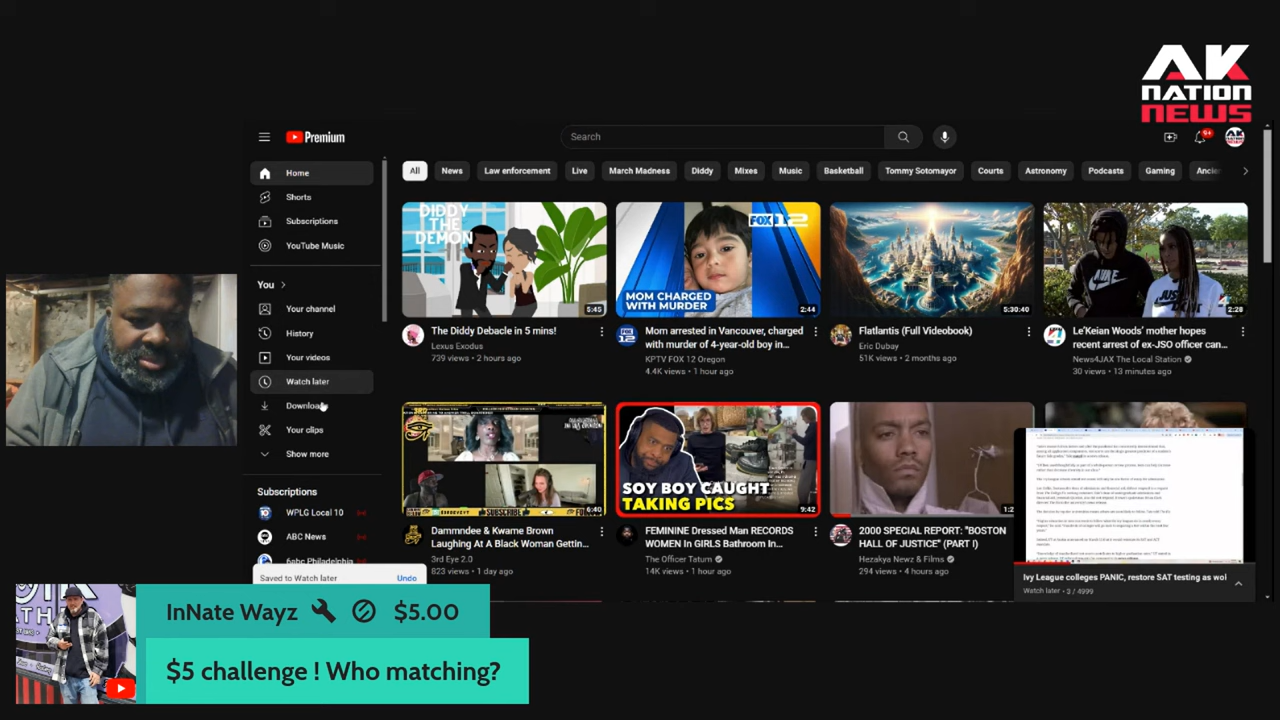 AK
NATION
NEWS
Premium
Search
9+
Home
Shorts
Subscriptions
YouTube Music
You
Your channel
History
Your videos
Watch later
Downloads
Your clips
Show more
Subscriptions
WPLG Local 10
ABC News
6abc Philadelphia
Saved to Watch later
Undo
All
News
Law enforcement
Live
March Madness
Diddy
Mixes
Music
Basketball
Tommy Sotomayor
Courts
Astronomy
Podcasts
Gaming
DIDDY
THE
DEMON
5:45
The Diddy Debacle in 5 mins!
Lexus Exodus
739 views • 2 hours ago
FOX 12
MOM CHARGED
WITH MURDER
2:44
Mom arrested in Vancouver, charged
with murder of 4-year-old boy in...
KPTV FOX 12 Oregon
4.4K views • 1 hour ago
5:30:40
Flatlantis (Full Videobook)
Eric Dubay
51K views • 2 months ago
NIKE
JUST
2:28
Le'Keian Woods' mother hopes
recent arrest of ex-JSO officer can...
News4JAX The Local Station
30 views • 13 minutes ago
6:40
Damnndee & Kwame Brown
Laughing At A Black Woman Gettin...
3rd Eye 2.0
823 views • 1 day ago
SOY BOY CAUGHT
TAKING PICS
9:42
FEMININE Dressed Man RECORDS
WOMEN In GIRLS Bathroom In...
The Officer Tatum
14K views • 1 hour ago
2000 SPECIAL REPORT: "BOSTON
HALL OF JUSTICE" (PART I)
Hezakya Newz & Films
294 views • 4 hours ago
Ivy League colleges PANIC, restore SAT testing as wol
Watch later • 2 / 4999
InNate Wayz
$5.00
$5 challenge ! Who matching?